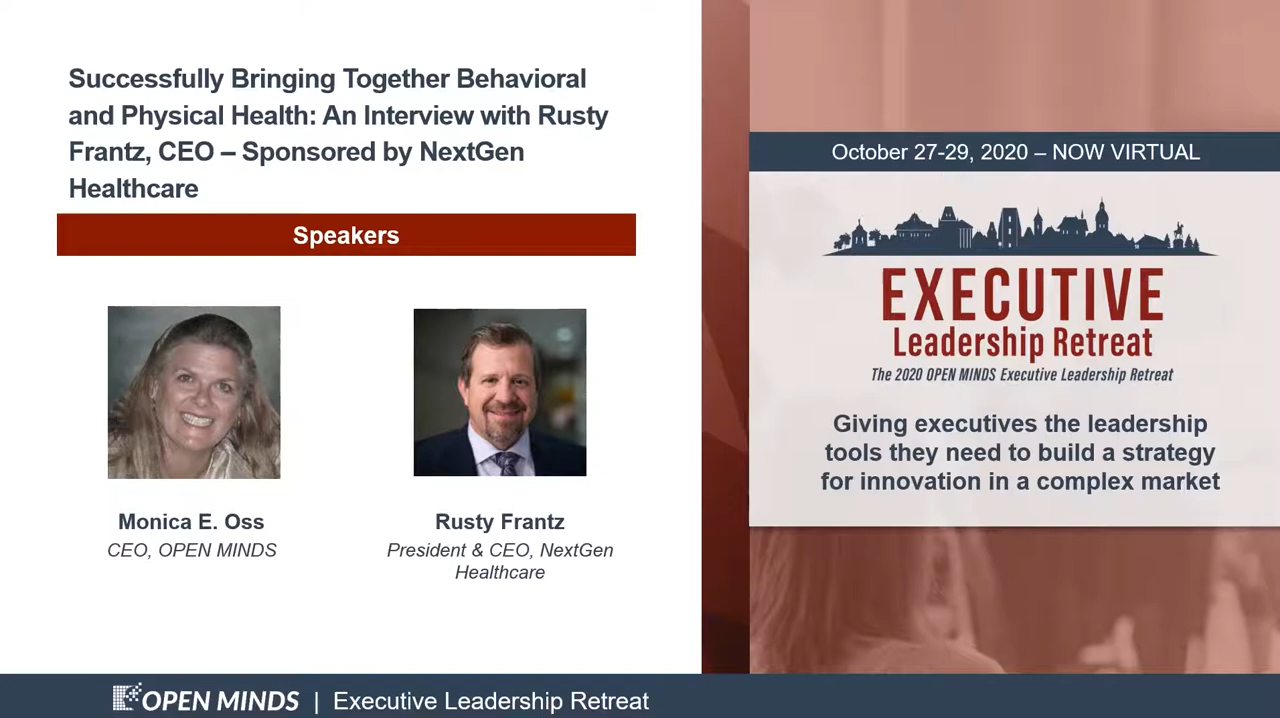 Successfully Bringing Together Behavioral
and Physical Health: An Interview with Rusty
Frantz, CEO – Sponsored by NextGen
Healthcare
Speakers
Monica E. Oss
CEO, OPEN MINDS
Rusty Frantz
President & CEO, NextGen
Healthcare
October 27-29, 2020 – NOW VIRTUAL
EXECUTIVE
Leadership Retreat
The 2020 OPEN MINDS Executive Leadership Retreat
Giving executives the leadership
tools they need to build a strategy
for innovation in a complex market
OPEN MINDS | Executive Leadership Retreat